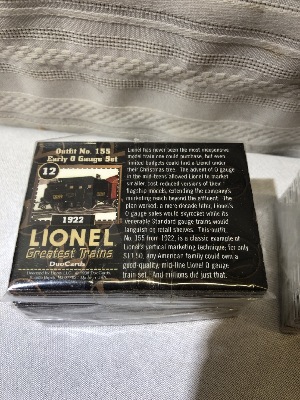 Outfit No. 155
Early O Gauge Set
12
1922
LIONEL
Greatest Trains
DuoCards
Lionel has never been the most inexpensive
model trains one could purchase, but even
limited budgets could find a Lionel under
their Christmas tree. The advent of O gauge
in the mid-teens allowed Lionel to market
smaller, cost reduced versions of their
flagship models, extending the company's
marketing reach beyond the affluent. The
plan worked, a mere decade later, Lionel's
O gauge sales would skyrocket while its
venerable Standard gauge trains would
languish on retail shelves. This outfit,
No. 155 from 1922, is a classic example of
Lionel's vertical marketing technique; for only
any American family could own a
good-quality, mid-line Lionel O gauge
train set. And millions did just that.